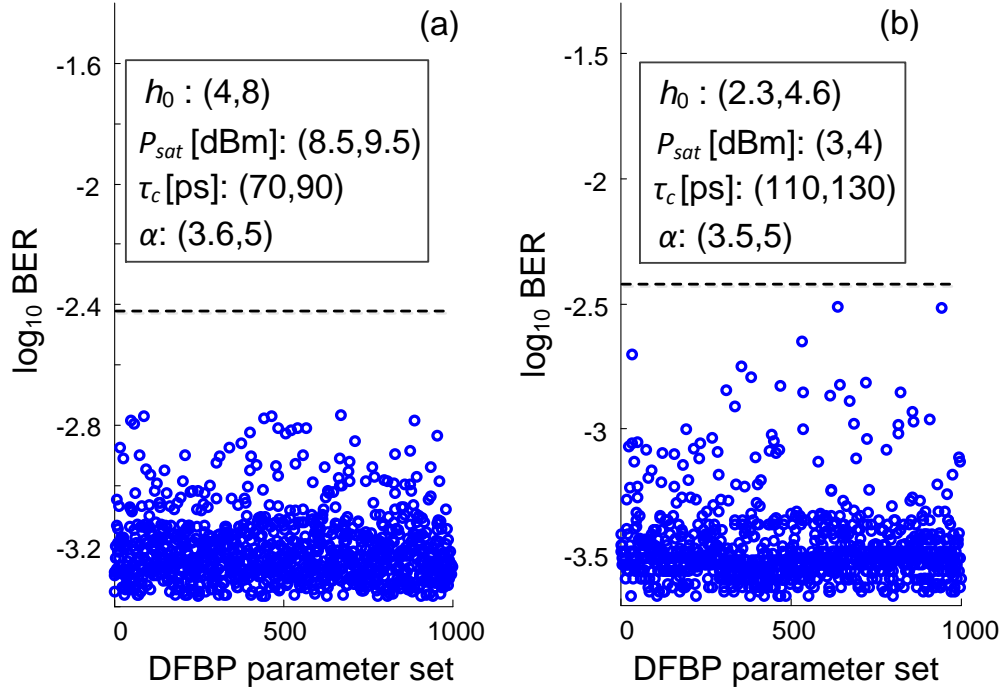 (a)
-1.6
-2
-2.4
-2.8
-3.2
log₁₀ BER
h₀ : (4,8)
Pₛₐₜ [dBm]: (8.5,9.5)
τ_c [ps]: (70,90)
α: (3.6,5)
0
500
1000
DFBP parameter set
(b)
-1.5
-2
-2.5
-3
-3.5
log₁₀ BER
h₀ : (2.3,4.6)
Pₛₐₜ [dBm]: (3,4)
τ_c [ps]: (110,130)
α: (3.5,5)
0
500
1000
DFBP parameter set